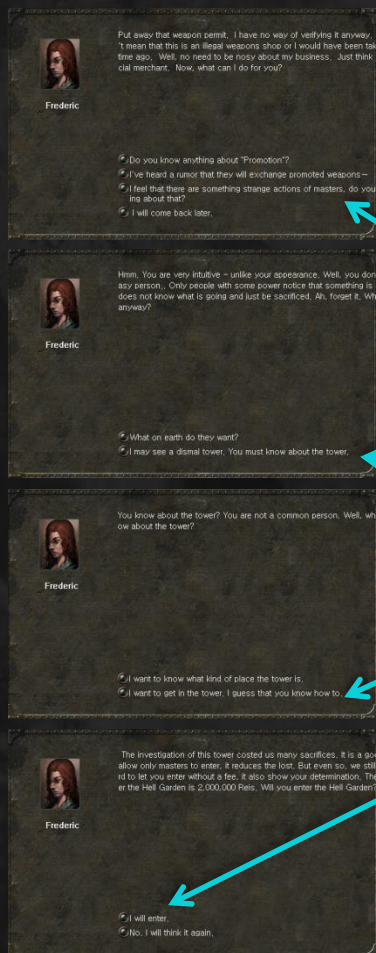 Put away that weapon permit, I have no way of verifying it anyway,
't mean that this is an illegal weapons shop or I would have been tak
time ago, Well, no need to be nosy about my business, Just think
cial merchant, Now, what can I do for you?
Frederic
Do you know anything about "Promotion"?
I've heard a rumor that they will exchange promoted weapons~
I feel that there are something strange actions of masters, do you
ing about that?
I will come back later,
Hmm, You are very intuitive - unlike your appearance, Well, you don
asy person,, Only people with some power notice that something is
does not know what is going and just be sacrificed, Ah, forget it, Wh
anyway?
Frederic
What on earth do they want?
I may see a dismal tower, You must know about the tower,
You know about the tower? You are not a common person, Well, wh
ow about the tower?
Frederic
I want to know what kind of place the tower is,
I want to get in the tower, I guess that you know how to,
The investigation of this tower costed us many sacrifices, It is a goo
allow only masters to enter, it reduces the lost, But even so, we still
rd to let you enter without a fee, it also show your determination, The
er the Hell Garden is 2,000,000 Reis, Will you enter the Hell Garden?
Frederic
I will enter,
No, I will think it again,